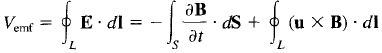 V_emf = ∮_L E · dl = − ∫_S ∂B/∂t · dS + ∮_L (u × B) · dl